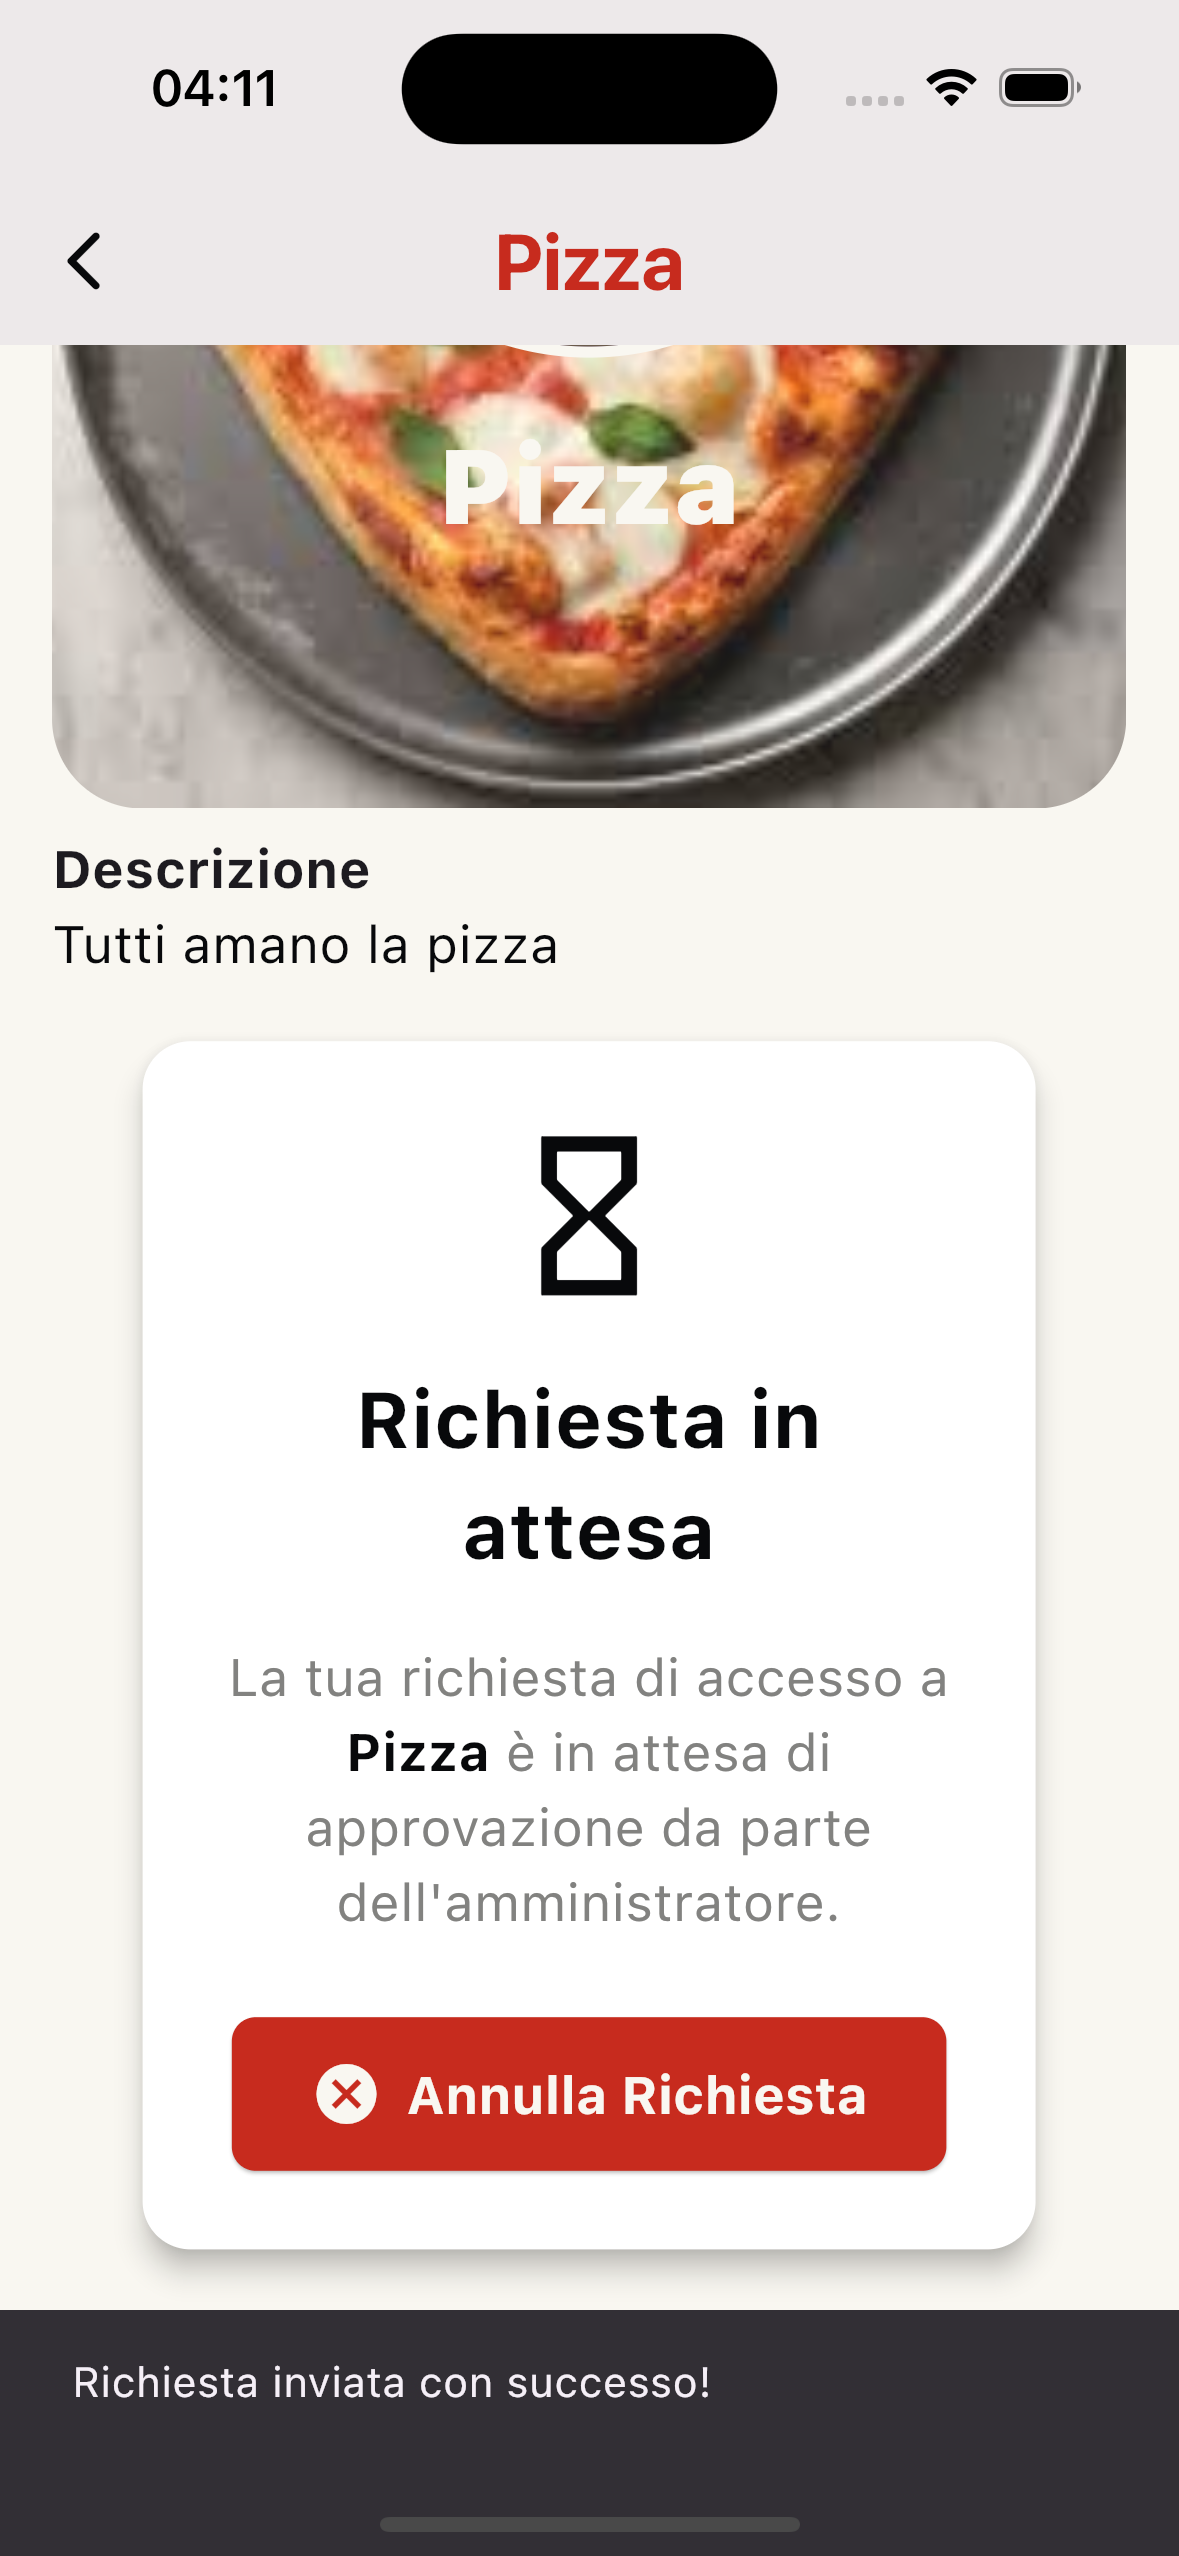 04:11
Pizza
Pizza
Descrizione
Tutti amano la pizza
Richiesta in
attesa
La tua richiesta di accesso a
Pizza è in attesa di
approvazione da parte
dell'amministratore.
Annulla Richiesta
Richiesta inviata con successo!